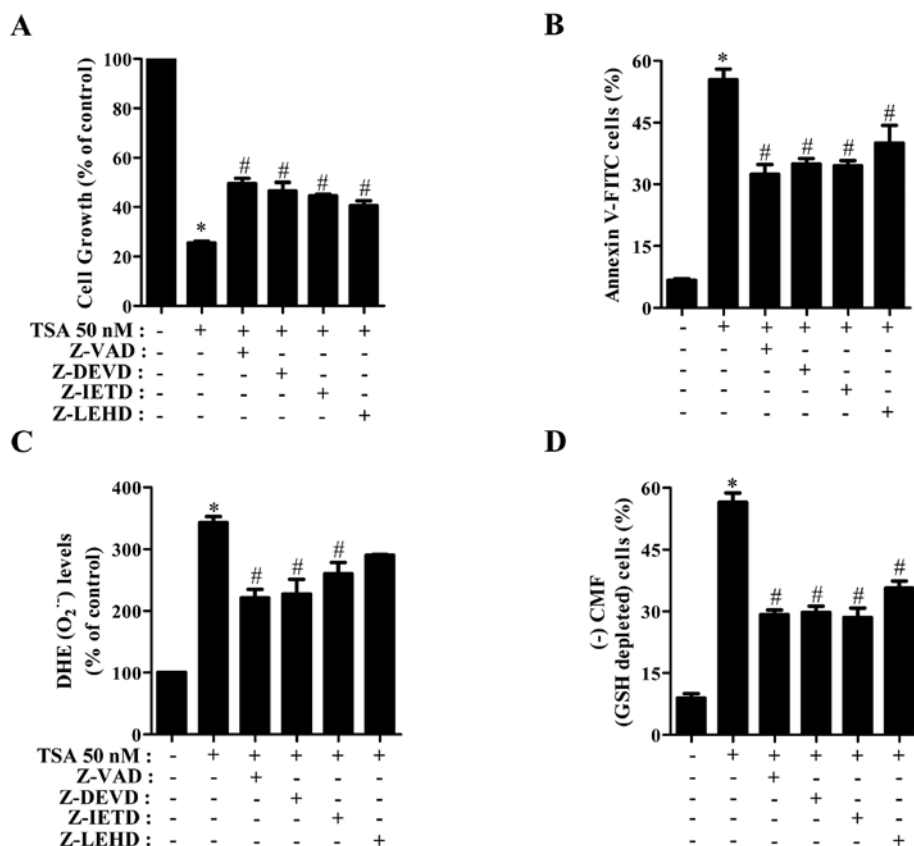 A
Cell Growth (% of control)
100
80
60
40
20
0
* # # # #
TSA 50 nM : - + + + + +
Z-VAD : - - + - - -
Z-DEVD : - - - + - -
Z-IETD : - - - - + -
Z-LEHD : - - - - - +
B
Annexin V-FITC cells (%)
60
45
30
15
0
* # # # #
- + + + + +
- - + - - -
- - - + - -
- - - - + -
- - - - - +
C
DHE (O₂˙⁻) levels
(% of control)
400
300
200
100
0
* # # #
TSA 50 nM : - + + + + +
Z-VAD : - - + - - -
Z-DEVD : - - - + - -
Z-IETD : - - - - + -
Z-LEHD : - - - - - +
D
(-) CMF
(GSH depleted) cells (%)
60
45
30
15
0
* # # # #
- + + + + +
- - + - - -
- - - + - -
- - - - + -
- - - - - +